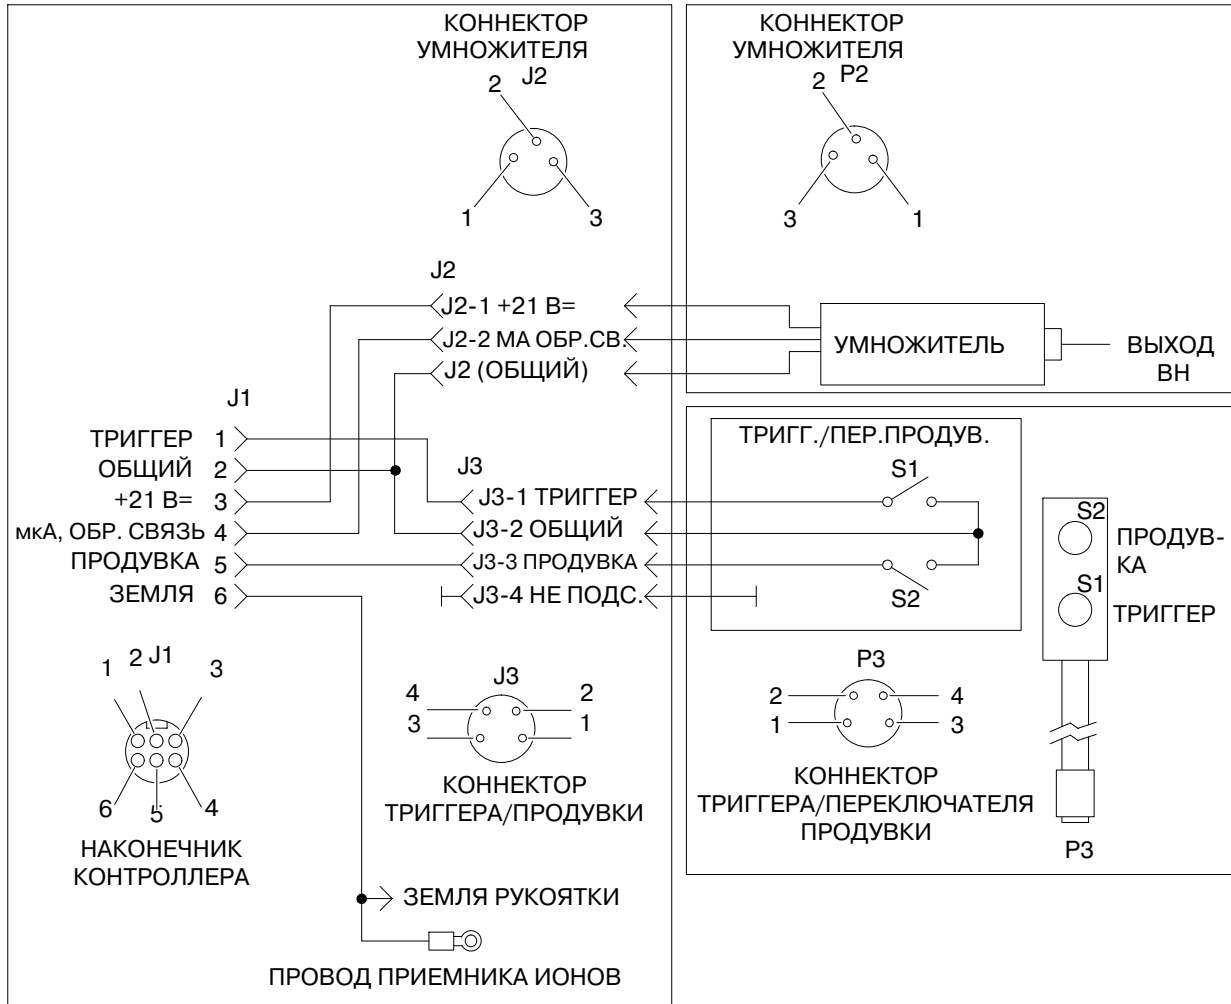 КОННЕКТОР
УМНОЖИТЕЛЯ
J2
2
1
3
КОННЕКТОР
УМНОЖИТЕЛЯ
P2
2
3
1
J2
J2-1 +21 В=
J2-2 МА ОБР.СВ.
J2 (ОБЩИЙ)
УМНОЖИТЕЛЬ
ВЫХОД
ВН
J1
ТРИГГЕР 1
ОБЩИЙ 2
+21 В= 3
мкА, ОБР. СВЯЗЬ 4
ПРОДУВКА 5
ЗЕМЛЯ 6
J3
J3-1 ТРИГГЕР
J3-2 ОБЩИЙ
J3-3 ПРОДУВКА
J3-4 НЕ ПОДС.
ТРИГГ./ПЕР.ПРОДУВ.
S1
S2
S2
ПРОДУВ-
КА
S1
ТРИГГЕР
1 2 J1 3
6 5 4
НАКОНЕЧНИК
КОНТРОЛЛЕРА
J3
4 2
3 1
КОННЕКТОР
ТРИГГЕРА/ПРОДУВКИ
P3
2 4
1 3
КОННЕКТОР
ТРИГГЕРА/ПЕРЕКЛЮЧАТЕЛЯ
ПРОДУВКИ
P3
ЗЕМЛЯ РУКОЯТКИ
ПРОВОД ПРИЕМНИКА ИОНОВ